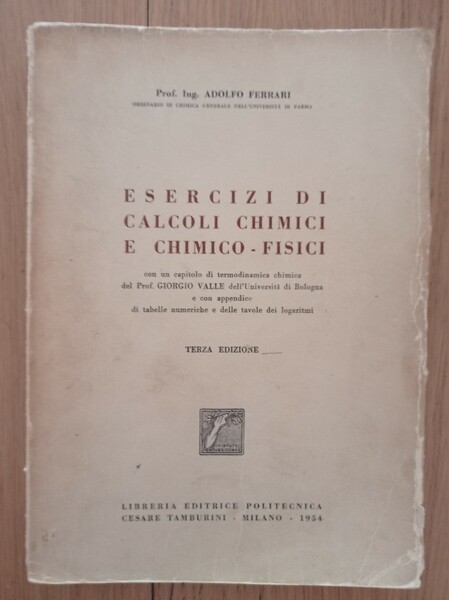 Prof. Ing. ADOLFO FERRARI
ORDINARIO DI CHIMICA GENERALE NELL'UNIVERSITÀ DI PARMA
ESERCIZI DI
CALCOLI CHIMICI
E CHIMICO - FISICI
con un capitolo di termodinamica chimica
del Prof. GIORGIO VALLE dell'Università di Bologna
e con appendice
di tabelle numeriche e delle tavole dei logaritmi
TERZA EDIZIONE
LIBRERIA EDITRICE POLITECNICA
CESARE TAMBURINI - MILANO - 1954